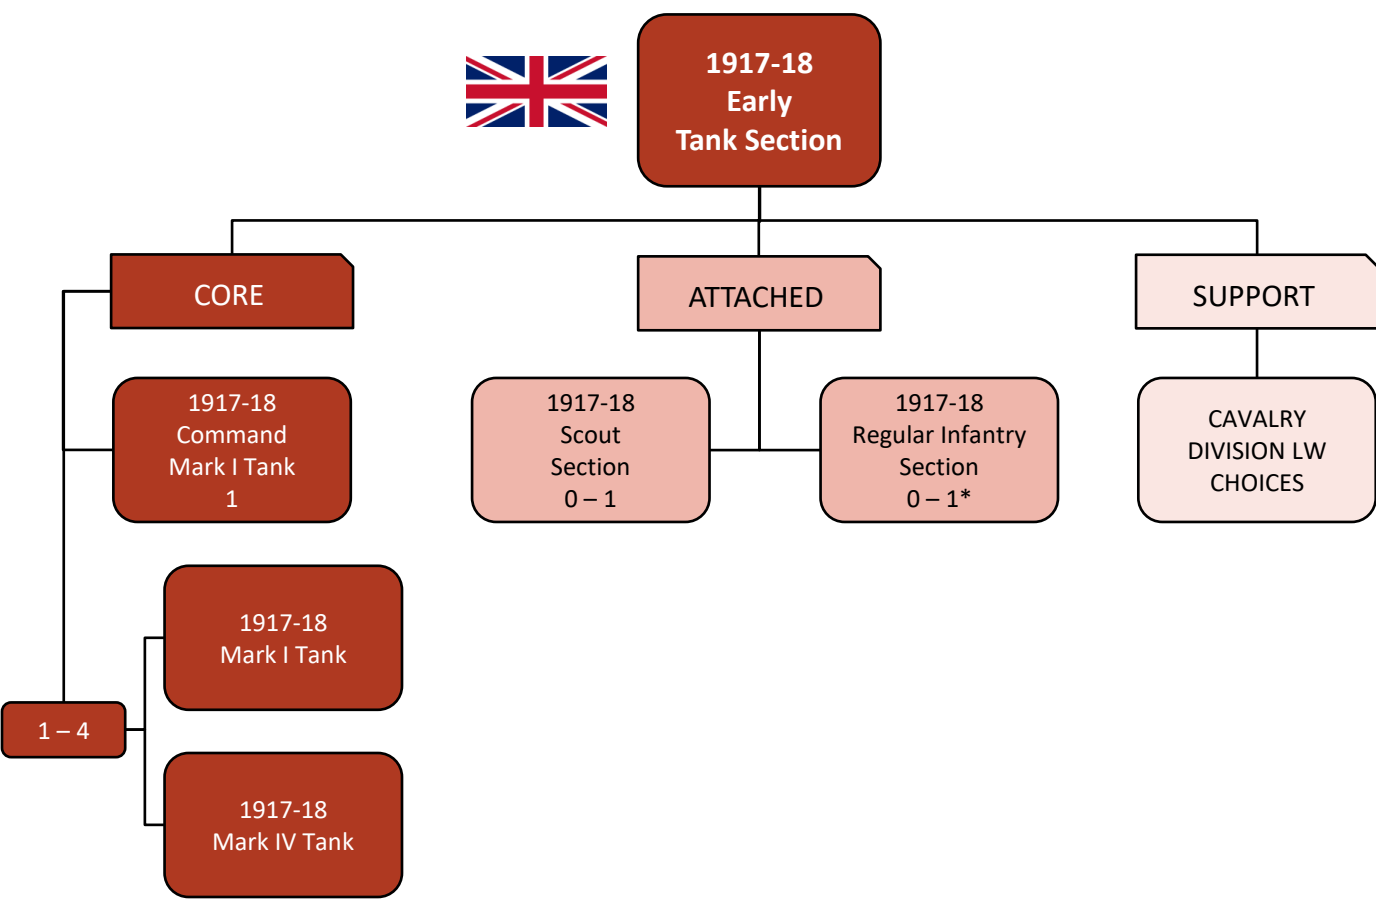 1917-18
Early
Tank Section
CORE
ATTACHED
SUPPORT
1917-18
Command
Mark I Tank
1
1917-18
Scout
Section
0 – 1
1917-18
Regular Infantry
Section
0 – 1*
CAVALRY
DIVISION LW
CHOICES
1917-18
Mark I Tank
1 – 4
1917-18
Mark IV Tank